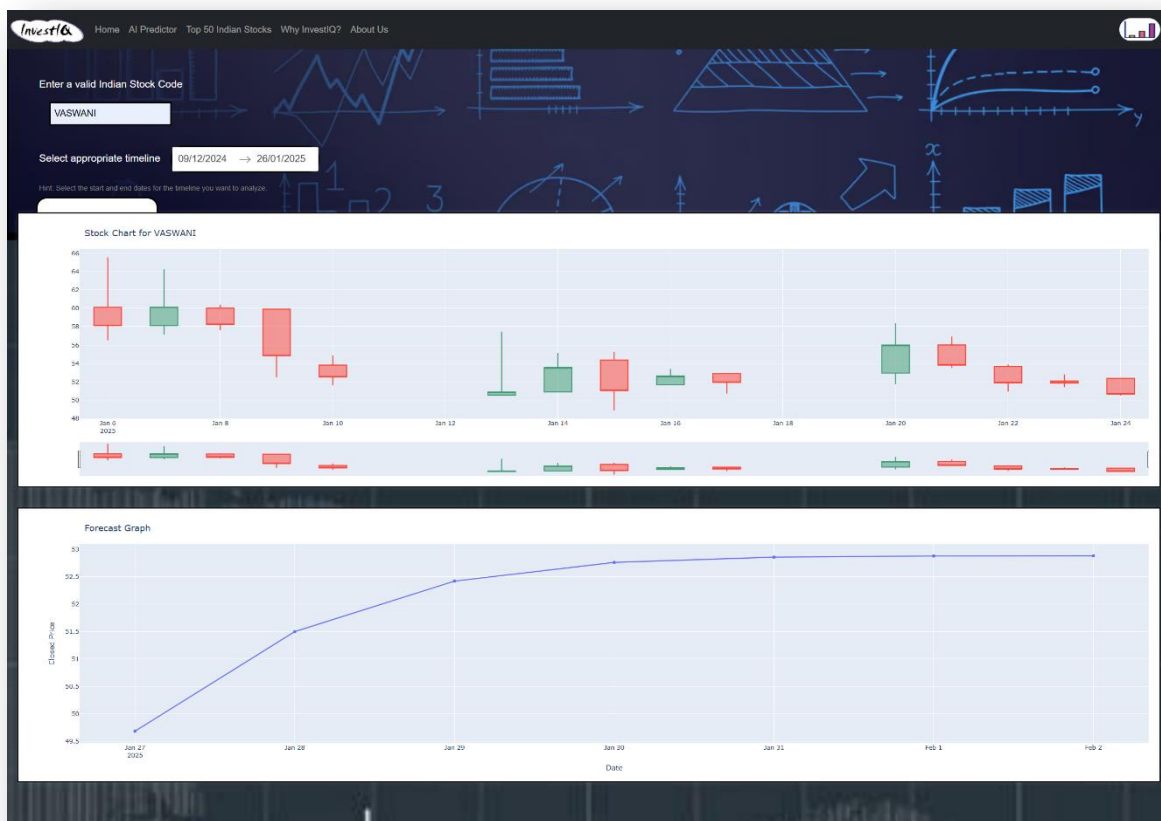 InvestIQ Home AI Predictor Top 50 Indian Stocks Why InvestIQ? About Us
Enter a valid Indian Stock Code
VASWANI
Select appropriate timeline 09/12/2024 → 26/01/2025
Hint: Select the start and end dates for the timeline you want to analyze.
1
2
3
y
x
Stock Chart for VASWANI
66
64
62
60
58
56
54
52
50
48
Jan 6 Jan 8 Jan 10 Jan 12 Jan 14 Jan 16 Jan 18 Jan 20 Jan 22 Jan 24
2025
Forecast Graph
53
52.5
52
51.5
51
50.5
50
49.5
Closed Price
Jan 27 Jan 28 Jan 29 Jan 30 Jan 31 Feb 1 Feb 2
2025
Date